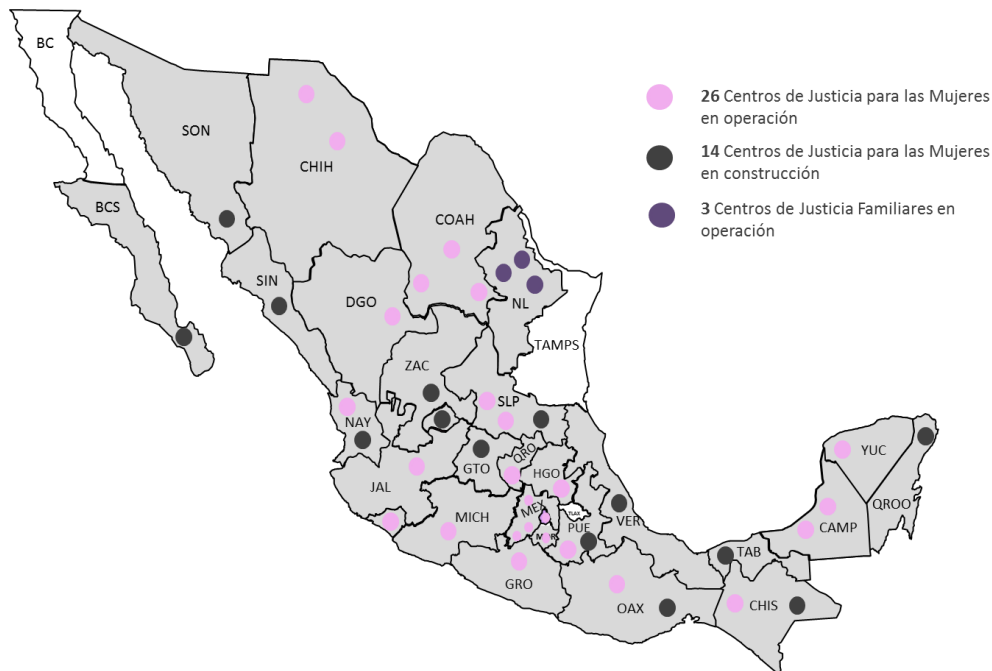 BC
SON
CHIH
BCS
COAH
SIN
DGO
NL
TAMPS
ZAC
SLP
NAY
GTO
QRO
HGO
JAL
MEX
TLAX
MICH
PUE
VER
MOR
GRO
OAX
TAB
CHIS
CAMP
YUC
QROO
26 Centros de Justicia para las Mujeres
en operación
14 Centros de Justicia para las Mujeres
en construcción
3 Centros de Justicia Familiares en
operación